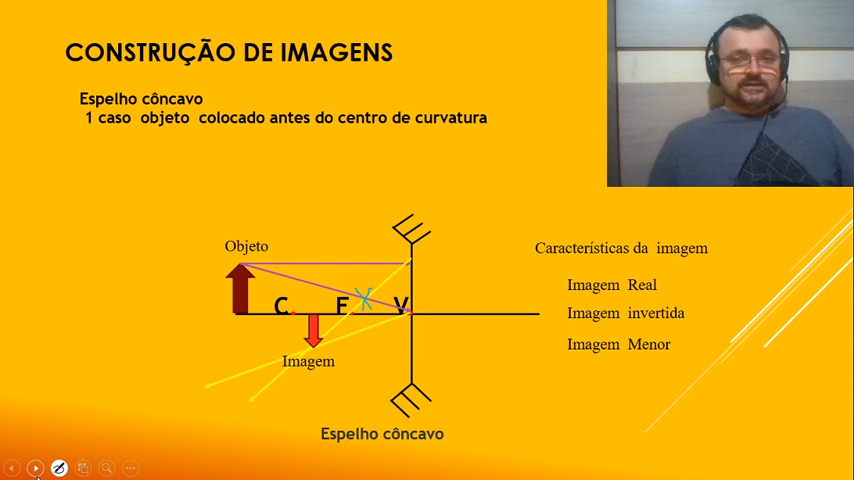 CONSTRUÇÃO DE IMAGENS
Espelho côncavo
1 caso objeto colocado antes do centro de curvatura
Objeto
Características da imagem
Imagem Real
C F V
Imagem invertida
Imagem Menor
Imagem
Espelho côncavo